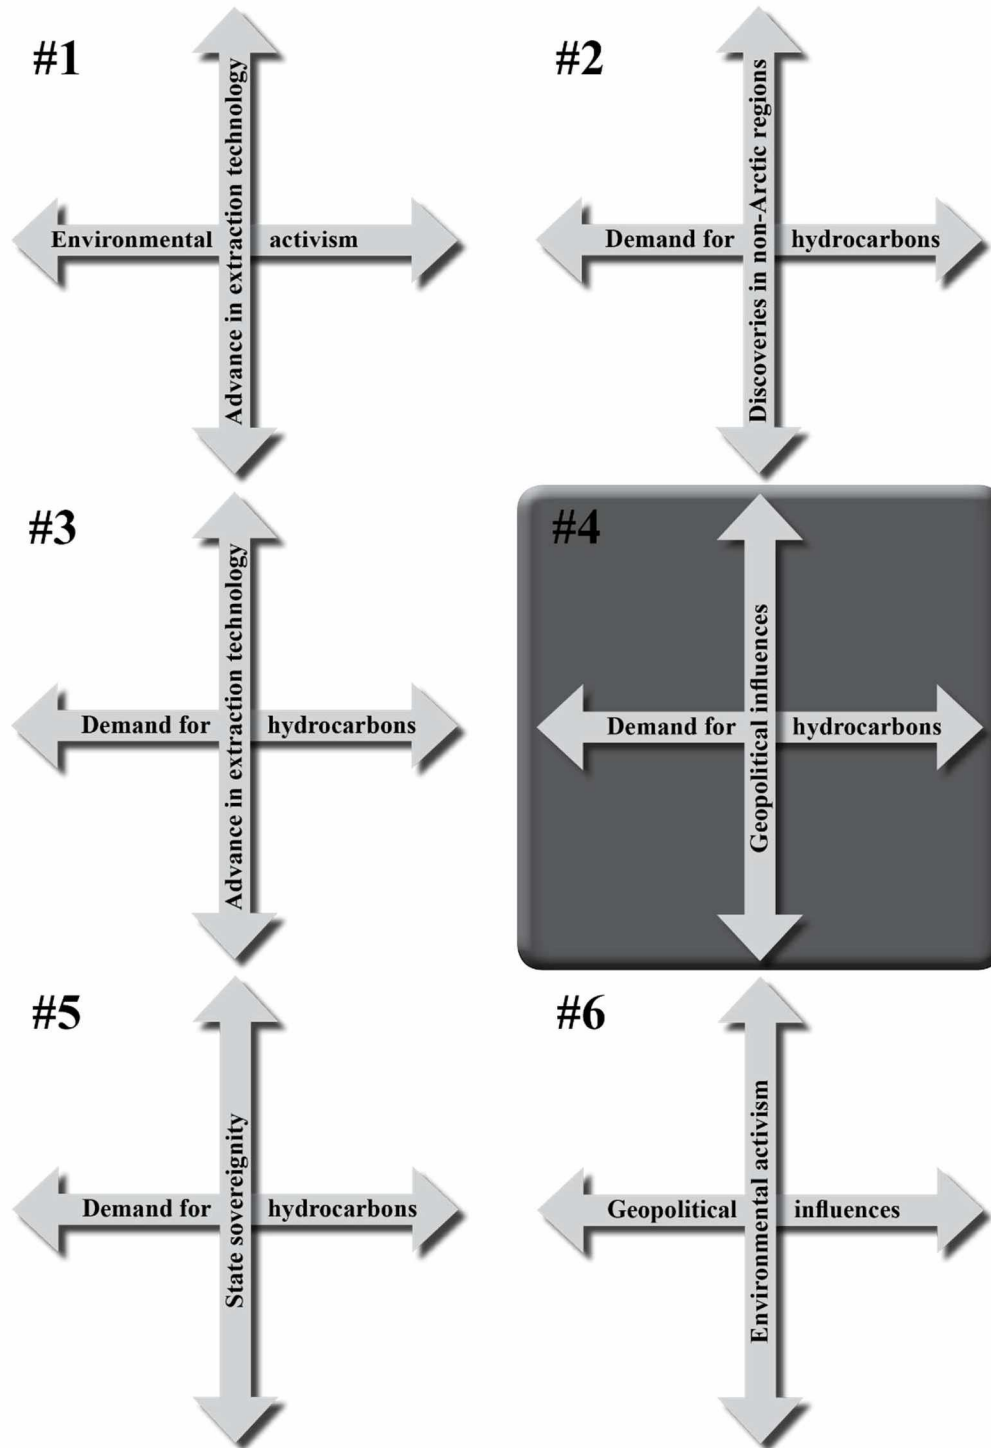 #1
Advance in extraction technology
Environmental activism
#2
Discoveries in non-Arctic regions
Demand for hydrocarbons
#3
Advance in extraction technology
Demand for hydrocarbons
#4
Geopolitical influences
Demand for hydrocarbons
#5
State sovereignity
Demand for hydrocarbons
#6
Environmental activism
Geopolitical influences